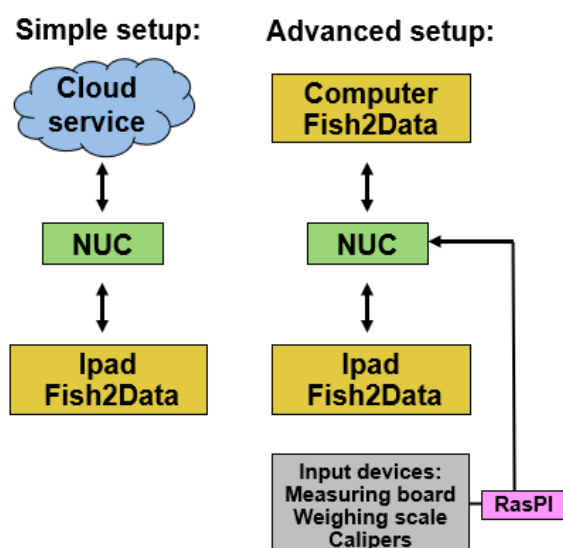 Simple setup:
Cloud
service
NUC
Ipad
Fish2Data
Advanced setup:
Computer
Fish2Data
NUC
Ipad
Fish2Data
Input devices:
Measuring board
Weighing scale
Calipers
RasPI